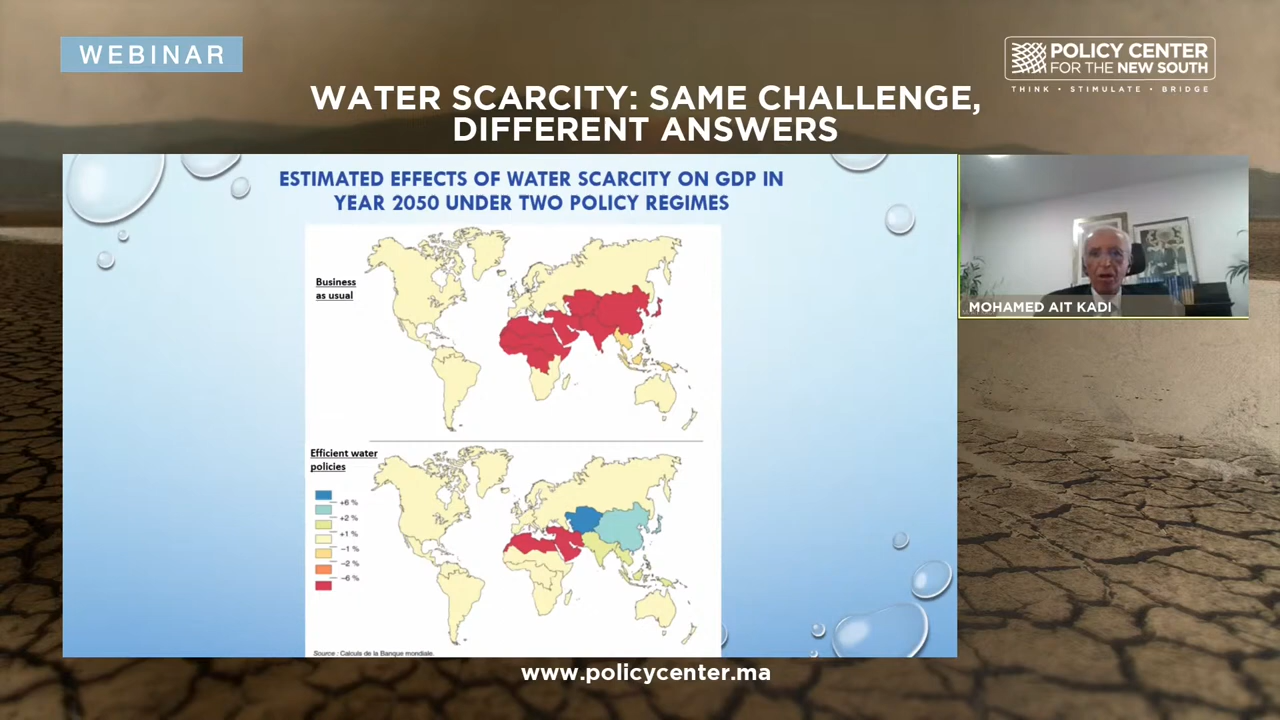 WEBINAR
POLICY CENTER
FOR THE NEW SOUTH
THINK • STIMULATE • BRIDGE
WATER SCARCITY: SAME CHALLENGE,
DIFFERENT ANSWERS
ESTIMATED EFFECTS OF WATER SCARCITY ON GDP IN
YEAR 2050 UNDER TWO POLICY REGIMES
Business
as usual
MOHAMED AIT KADI
Efficient water
policies
+6 %
+2 %
+1 %
−1 %
−2 %
−6 %
Source : Calculs de la Banque mondiale.
www.policycenter.ma